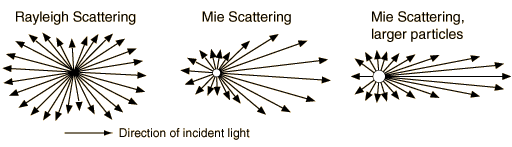 Rayleigh Scattering
Mie Scattering
Mie Scattering,
larger particles
Direction of incident light